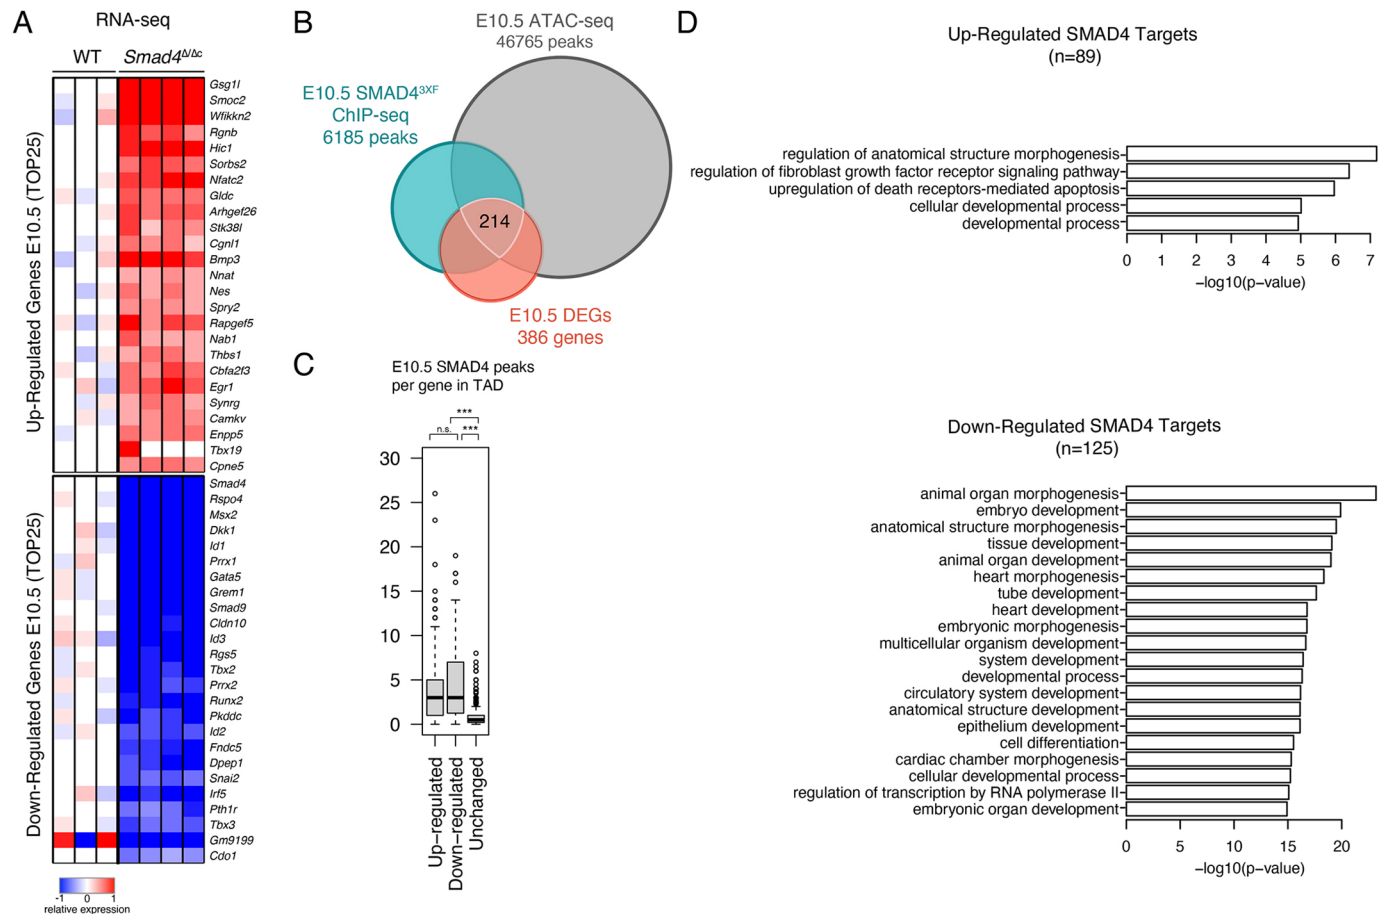 A
RNA-seq
WT
Smad4Δ/Δc
Up-Regulated Genes E10.5 (TOP25)
Gsg1l
Smoc2
Wfikkn2
Rgnb
Hic1
Sorbs2
Nfatc2
Gldc
Arhgef26
Stk38l
Cgnl1
Bmp3
Nnat
Nes
Spry2
Rapgef5
Nab1
Thbs1
Cbfa2t3
Egr1
Synrg
Camkv
Enpp5
Tbx19
Cpne5
Down-Regulated Genes E10.5 (TOP25)
Smad4
Rspo4
Msx2
Dkk1
Id1
Prrx1
Gata5
Grem1
Smad9
Cldn10
Id3
Rgs5
Tbx2
Prrx2
Runx2
Pkddc
Id2
Fndc5
Dpep1
Snai2
Irf5
Pth1r
Tbx3
Gm9199
Cdo1
-1 0 1
relative expression
B
E10.5 ATAC-seq
46765 peaks
E10.5 SMAD43XF
ChIP-seq
6185 peaks
214
E10.5 DEGs
386 genes
C
E10.5 SMAD4 peaks
per gene in TAD
***
n.s. ***
30
25
20
15
10
5
0
Up−regulated
Down−regulated
Unchanged
D
Up-Regulated SMAD4 Targets
(n=89)
regulation of anatomical structure morphogenesis
regulation of fibroblast growth factor receptor signaling pathway
upregulation of death receptors-mediated apoptosis
cellular developmental process
developmental process
0 1 2 3 4 5 6 7
−log10(p−value)
Down-Regulated SMAD4 Targets
(n=125)
animal organ morphogenesis
embryo development
anatomical structure morphogenesis
tissue development
animal organ development
heart morphogenesis
tube development
heart development
embryonic morphogenesis
multicellular organism development
system development
developmental process
circulatory system development
anatomical structure development
epithelium development
cell differentiation
cardiac chamber morphogenesis
cellular developmental process
regulation of transcription by RNA polymerase II
embryonic organ development
0 5 10 15 20
−log10(p−value)